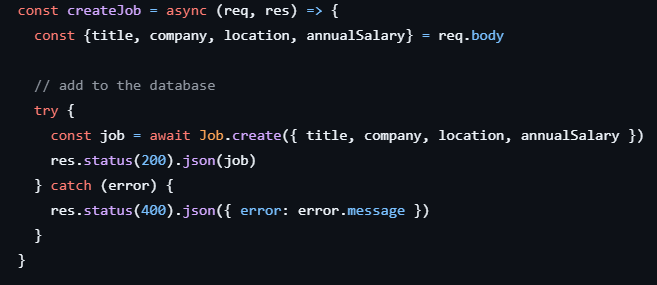 const createJob = async (req, res) => {
  const {title, company, location, annualSalary} = req.body

  // add to the database
  try {
    const job = await Job.create({ title, company, location, annualSalary })
    res.status(200).json(job)
  } catch (error) {
    res.status(400).json({ error: error.message })
  }
}